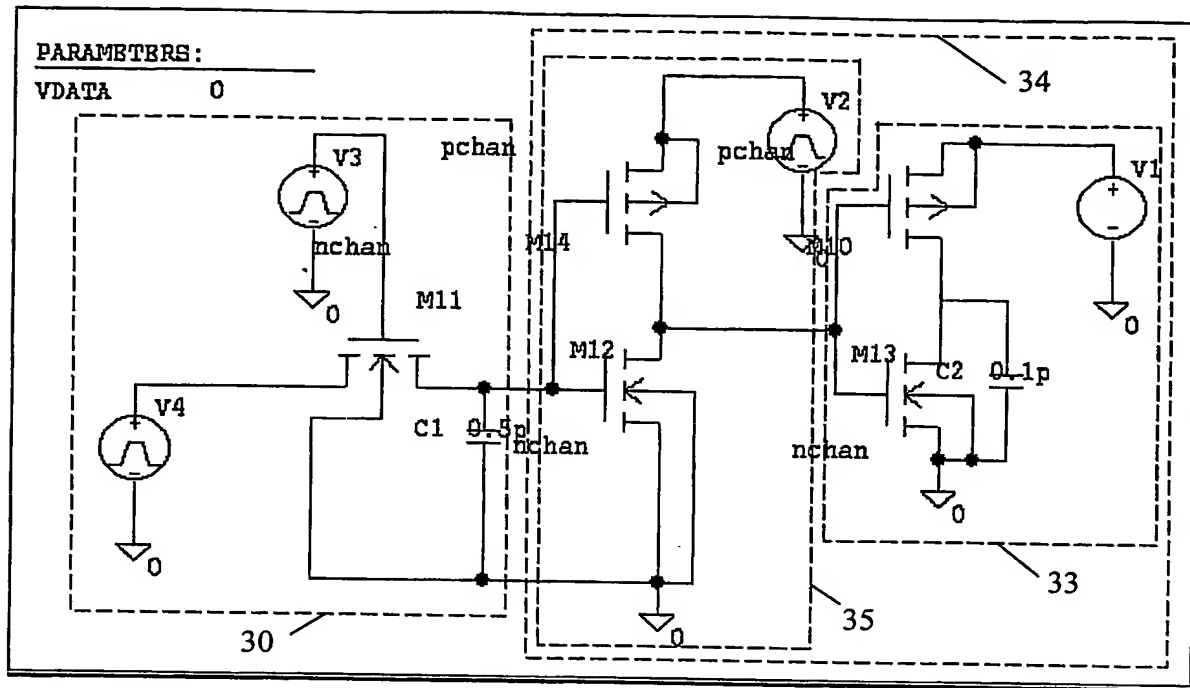 PARAMETERS:
VDATA 0
34
V2
V3
pchan
pchan
V1
nchan
M14
M10
0
0
0
M11
M12
M13
C2 0.1p
V4
C1 0.5p
nchan
nchan
0
0
0
30
35
33